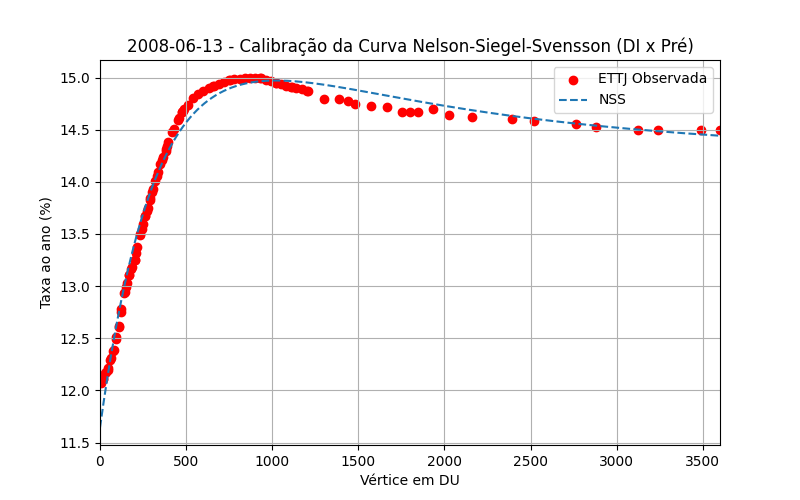 2008-06-13 - Calibração da Curva Nelson-Siegel-Svensson (DI x Pré)
ETTJ Observada
NSS
Taxa ao ano (%)
15.0
14.5
14.0
13.5
13.0
12.5
12.0
11.5
0 500 1000 1500 2000 2500 3000 3500
Vértice em DU